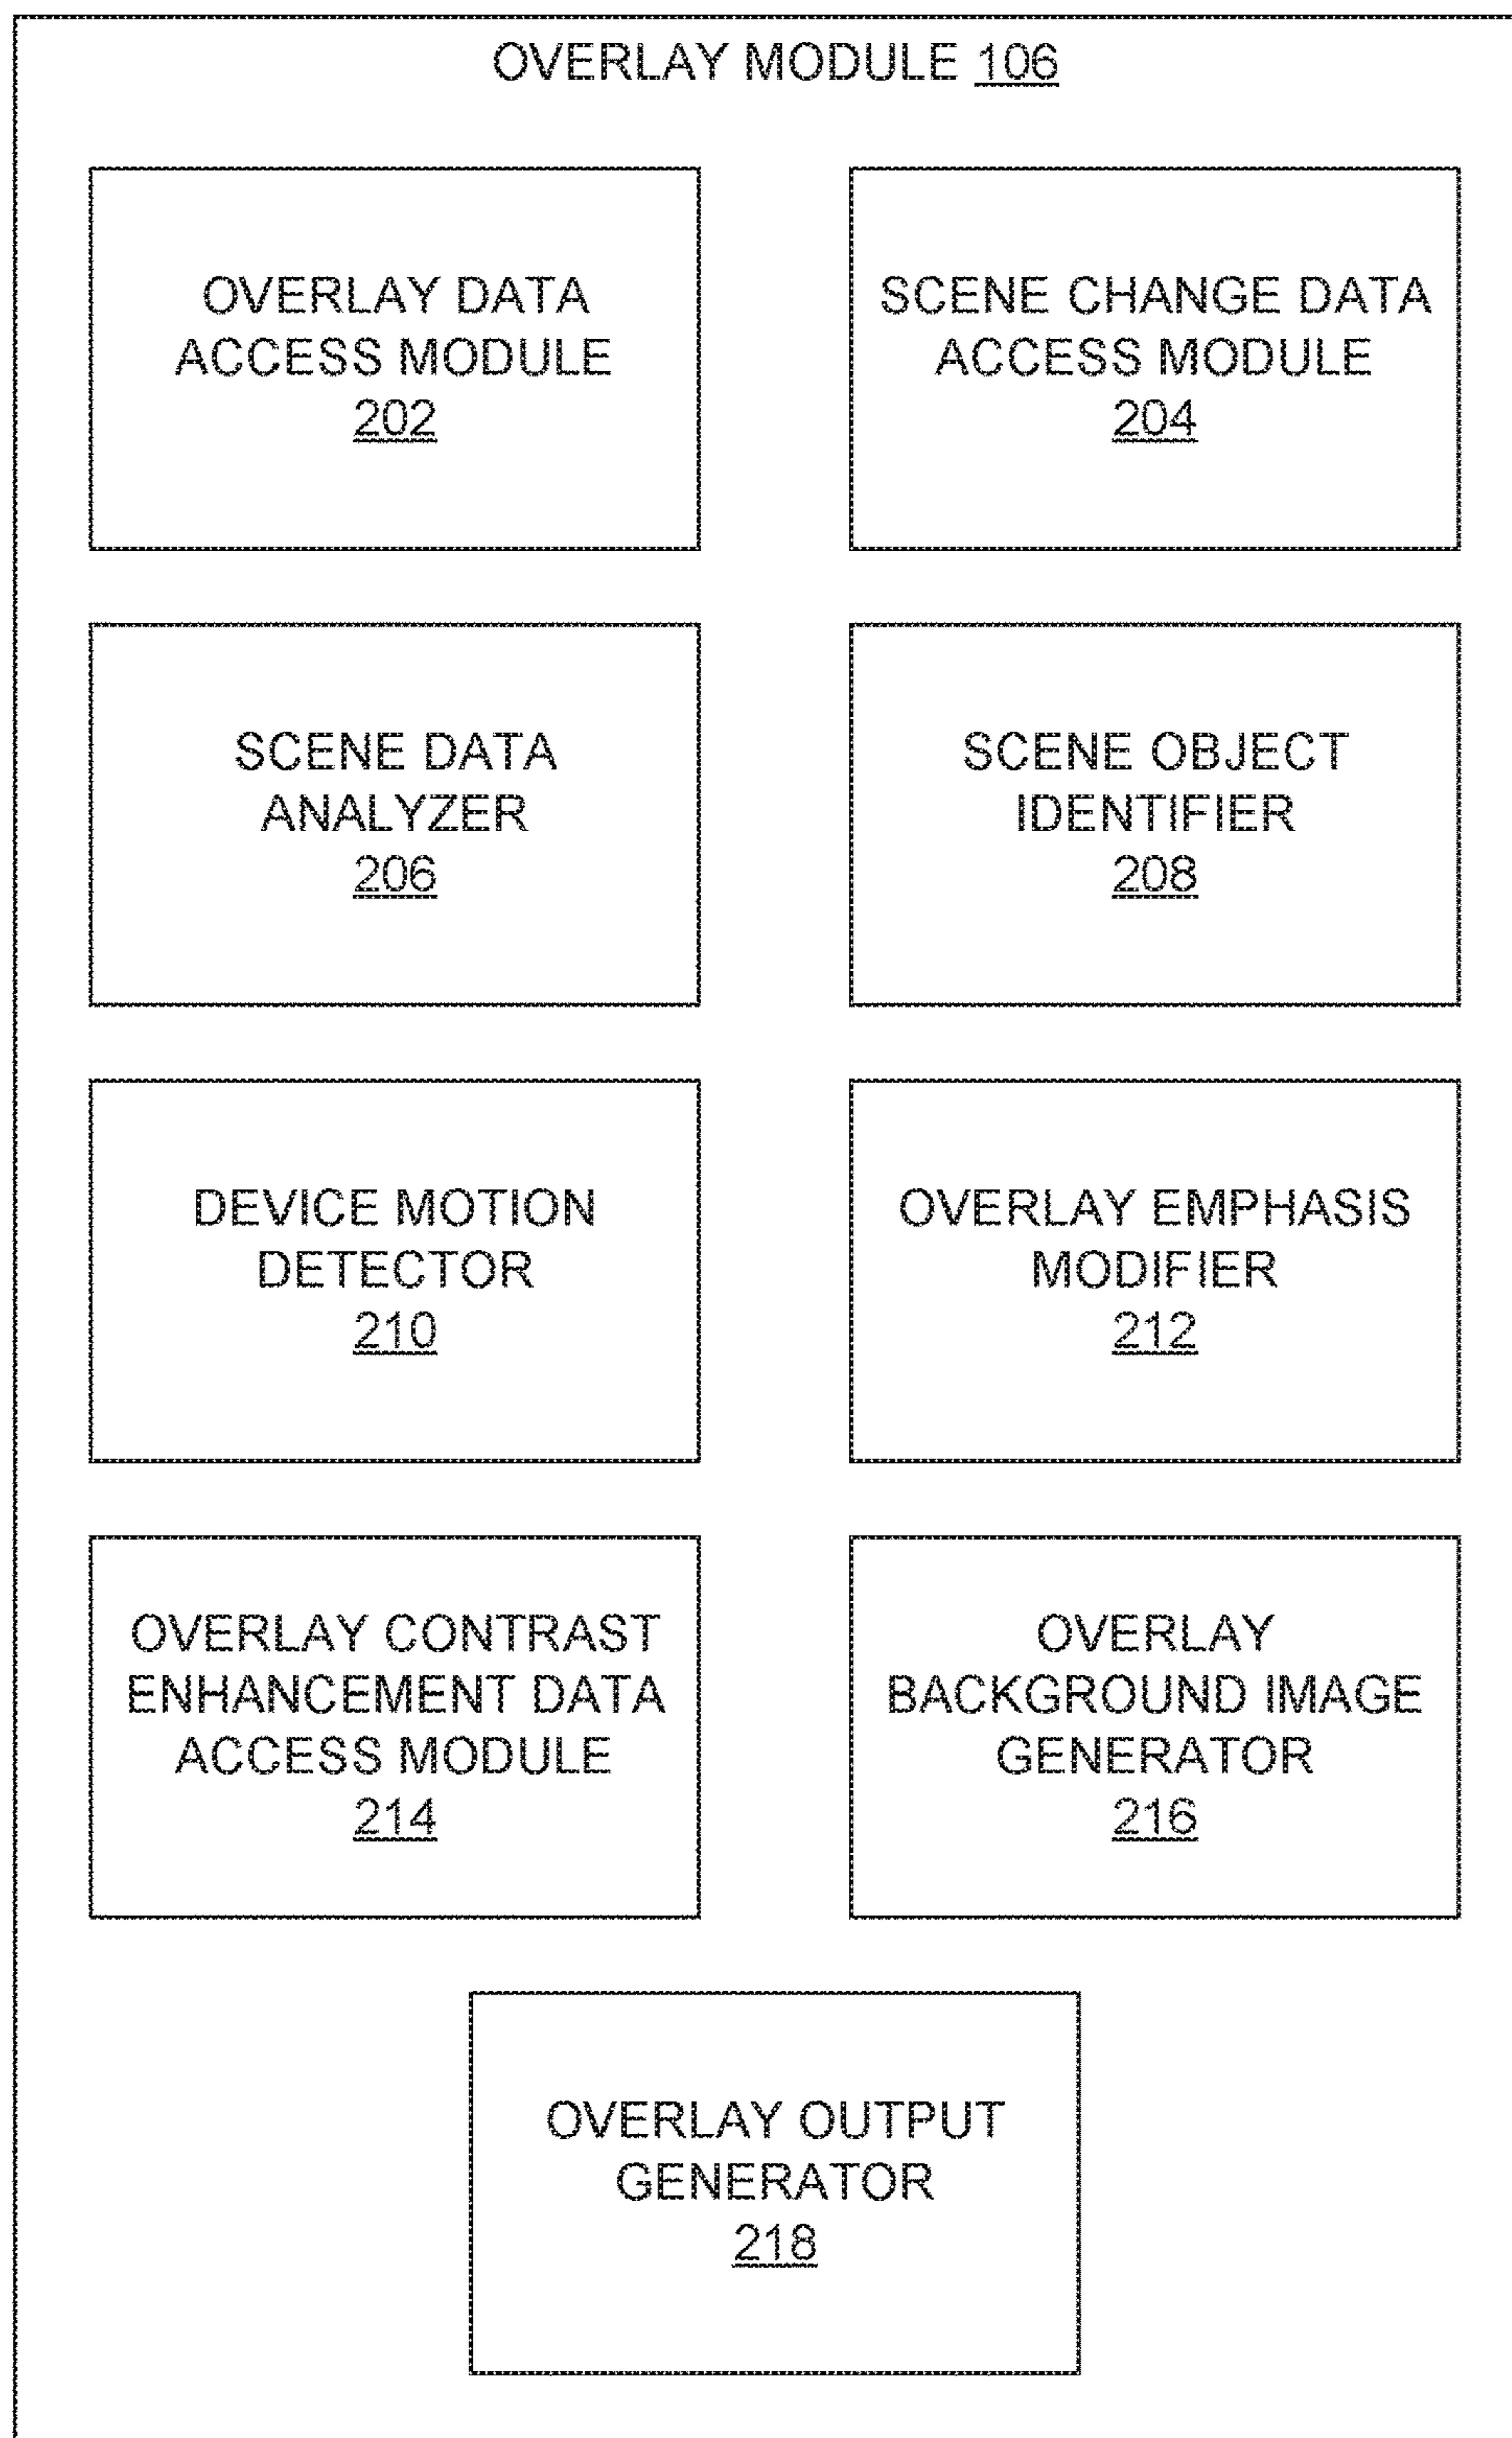 OVERLAY MODULE 106
OVERLAY DATA
ACCESS MODULE
202
SCENE CHANGE DATA
ACCESS MODULE
204
SCENE DATA
ANALYZER
206
SCENE OBJECT
IDENTIFIER
208
DEVICE MOTION
DETECTOR
210
OVERLAY EMPHASIS
MODIFIER
212
OVERLAY CONTRAST
ENHANCEMENT DATA
ACCESS MODULE
214
OVERLAY
BACKGROUND IMAGE
GENERATOR
216
OVERLAY OUTPUT
GENERATOR
218